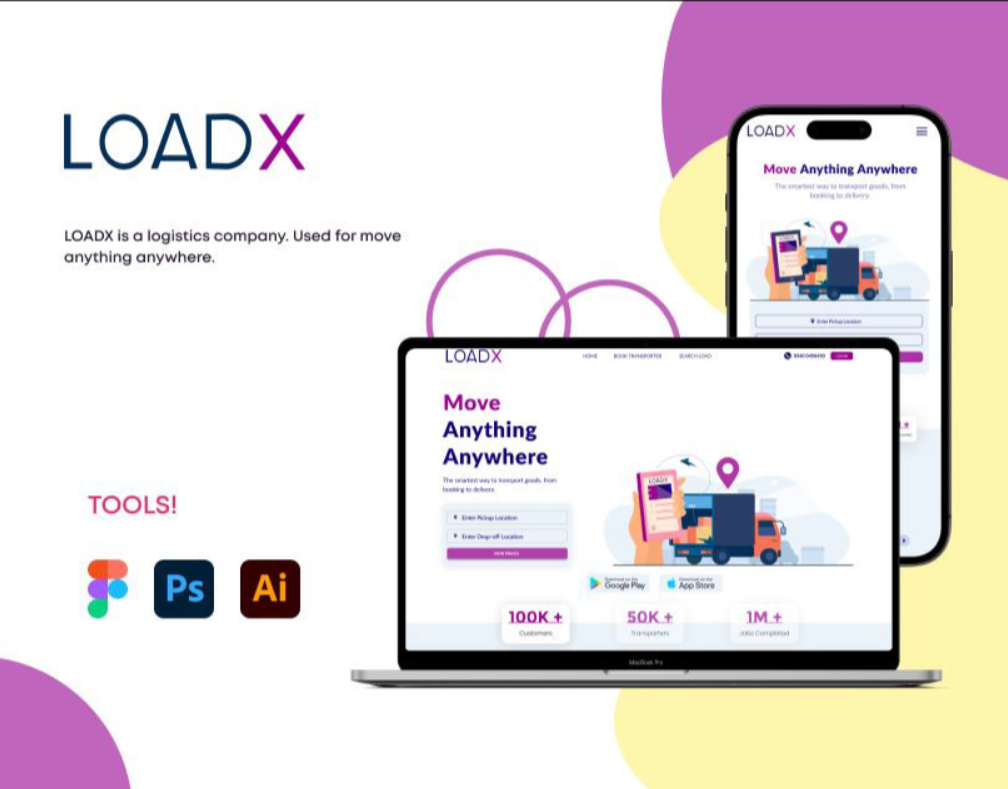 LOADX
LOADX is a logistics company. Used for move
anything anywhere.
TOOLS!
Ps
Ai
LOADX
Move Anything Anywhere
The smartest way to transport goods, from
booking to delivery
Enter Pickup Location
LOADX
HOME
BOOK TRANSPORTER
SEARCH LOAD
LOGIN
Move
Anything
Anywhere
The smartest way to transport goods, from
booking to delivery.
Enter Pickup Location
Enter Drop-off Location
VIEW PRICES
LOADX
Download on the
Google Play
Download on the
App Store
100K +
Customers
50K +
Transporters
1M +
Jobs Completed
MacBook Pro